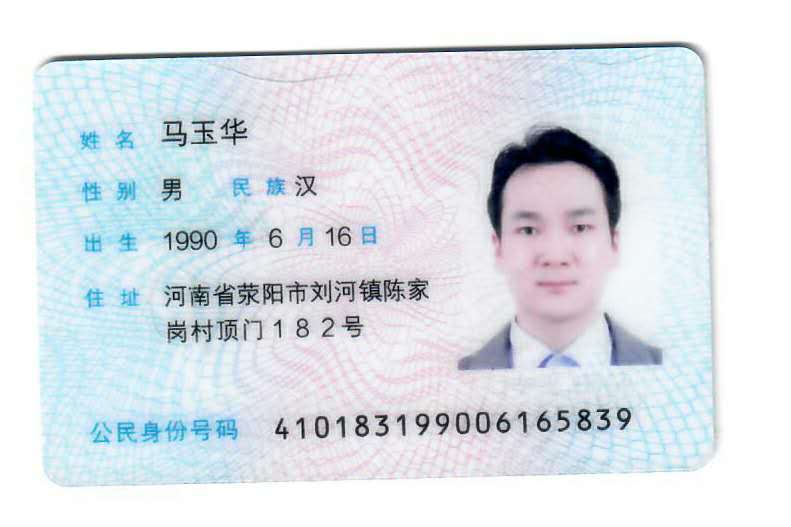 姓名 马玉华
性别 男 民族 汉
出生 1990 年 6 月 16 日
住址 河南省荥阳市刘河镇陈家
岗村顶门182号
公民身份号码 410183199006165839